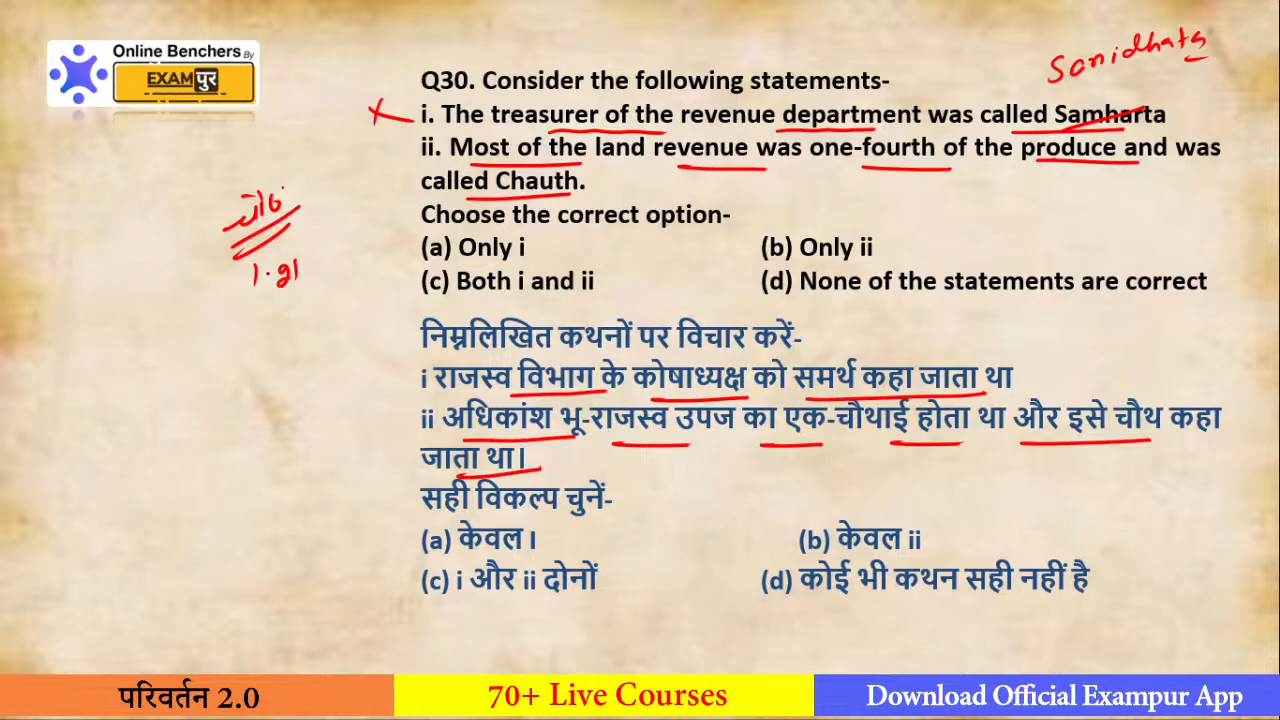 Online Benchers By
EXAMपुर
Sanidhata
Q30. Consider the following statements-
i. The treasurer of the revenue department was called Samharta
ii. Most of the land revenue was one-fourth of the produce and was
called Chauth.
Choose the correct option-
(a) Only i (b) Only ii
(c) Both i and ii (d) None of the statements are correct
निम्नलिखित कथनों पर विचार करें-
i राजस्व विभाग के कोषाध्यक्ष को समर्थ कहा जाता था
ii अधिकांश भू-राजस्व उपज का एक-चौथाई होता था और इसे चौथ कहा
जाता था।
सही विकल्प चुनें-
(a) केवल I (b) केवल ii
(c) i और ii दोनों (d) कोई भी कथन सही नहीं है
परिवर्तन 2.0 70+ Live Courses Download Official Exampur App